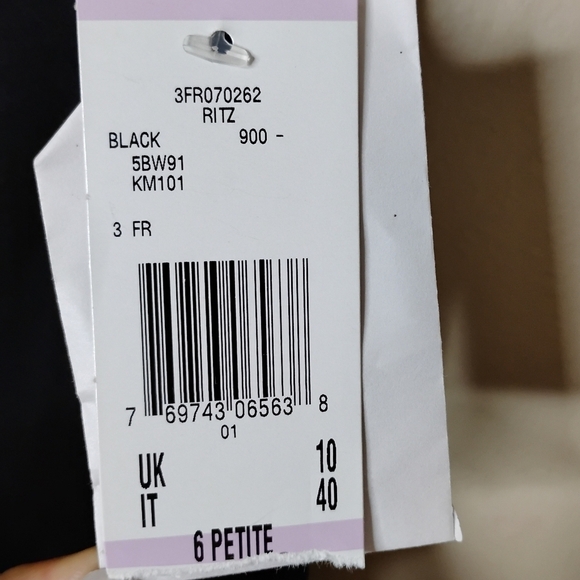 3FR070262
RITZ
BLACK 900 -
5BW91
KM101
3 FR
7 69743 06563 8
01
UK 10
IT 40
6 PETITE